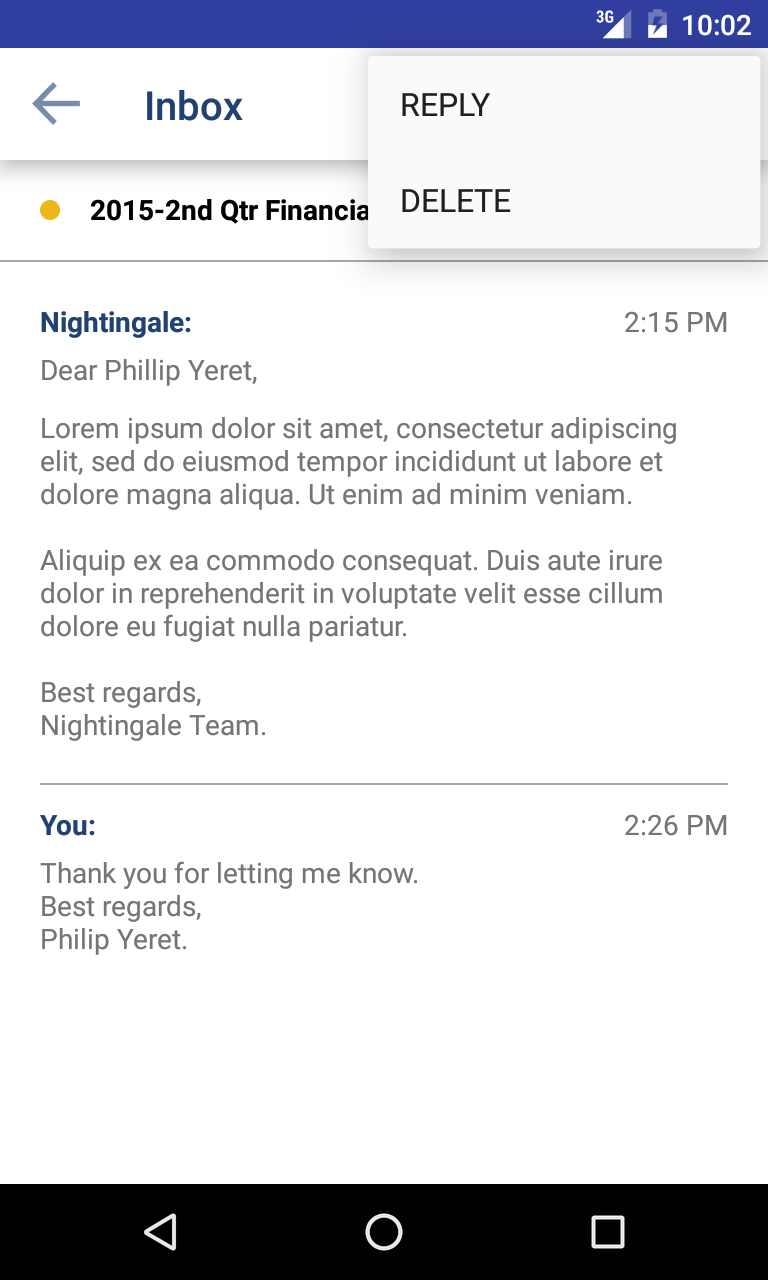 3G 10:02
Inbox
REPLY
DELETE
2015-2nd Qtr Financia
Nightingale: 2:15 PM
Dear Phillip Yeret,
Lorem ipsum dolor sit amet, consectetur adipiscing
elit, sed do eiusmod tempor incididunt ut labore et
dolore magna aliqua. Ut enim ad minim veniam.
Aliquip ex ea commodo consequat. Duis aute irure
dolor in reprehenderit in voluptate velit esse cillum
dolore eu fugiat nulla pariatur.
Best regards,
Nightingale Team.
You: 2:26 PM
Thank you for letting me know.
Best regards,
Philip Yeret.